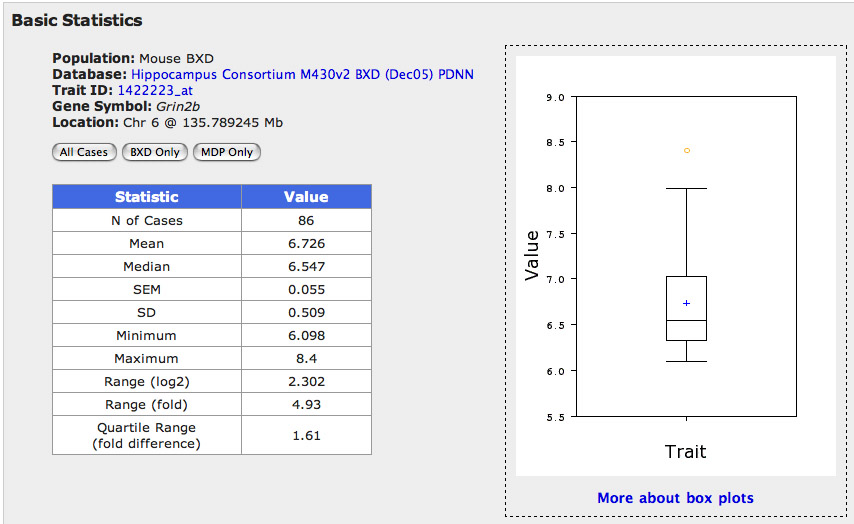 Basic Statistics
Population: Mouse BXD
Database: Hippocampus Consortium M430v2 BXD (Dec05) PDNN
Trait ID: 1422223_at
Gene Symbol: Grin2b
Location: Chr 6 @ 135.789245 Mb
All Cases BXD Only MDP Only
Statistic Value
N of Cases 86
Mean 6.726
Median 6.547
SEM 0.055
SD 0.509
Minimum 6.098
Maximum 8.4
Range (log2) 2.302
Range (fold) 4.93
Quartile Range
(fold difference) 1.61
9.0
8.5
8.0
7.5
7.0
6.5
6.0
5.5
Value
Trait
More about box plots